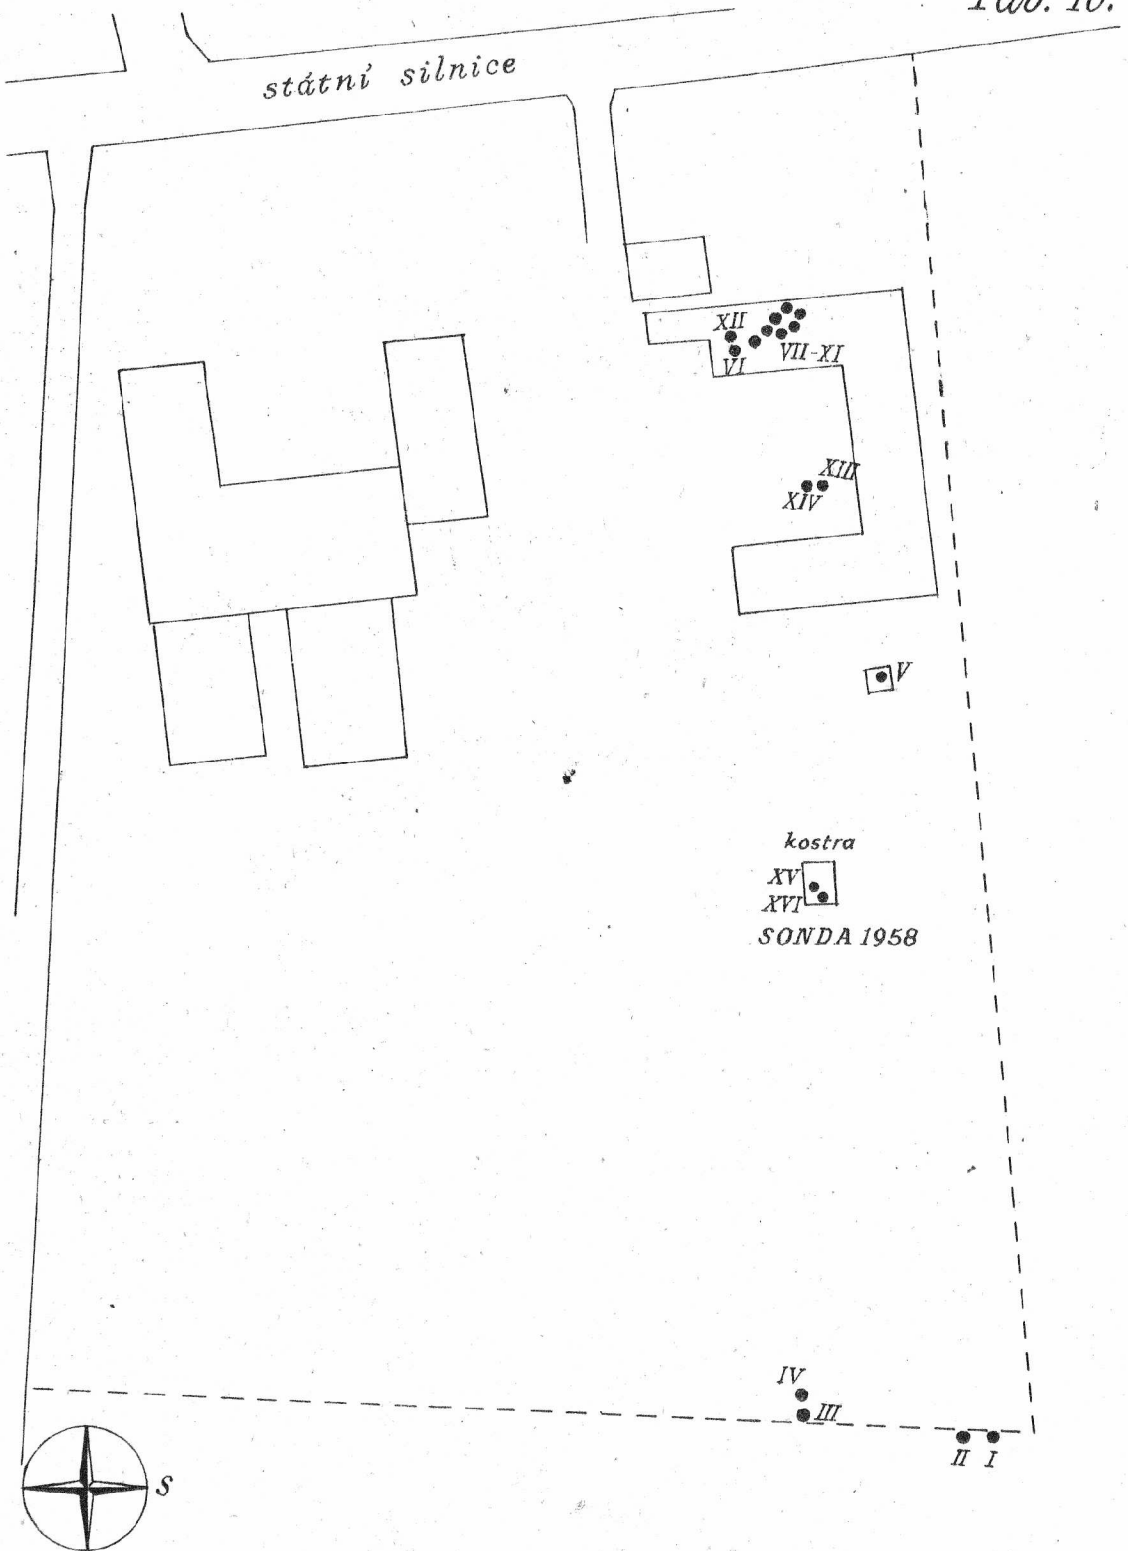 Tab. 10.
státní silnice
XII
VI
VII-XI
XIII
XIV
V
kostra
XV
XVI
SONDA 1958
IV
III
II I
S